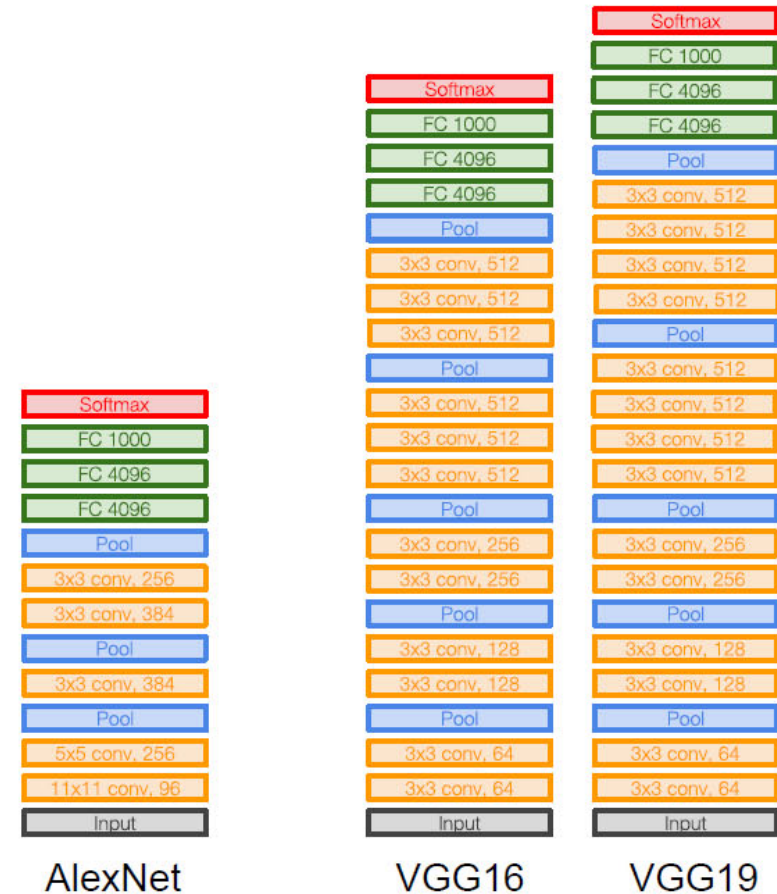 Softmax
FC 1000
FC 4096
FC 4096
Pool
3x3 conv, 256
3x3 conv, 384
Pool
3x3 conv, 384
Pool
5x5 conv, 256
11x11 conv, 96
Input
AlexNet
Softmax
FC 1000
FC 4096
FC 4096
Pool
3x3 conv, 512
3x3 conv, 512
3x3 conv, 512
Pool
3x3 conv, 512
3x3 conv, 512
3x3 conv, 512
Pool
3x3 conv, 256
3x3 conv, 256
Pool
3x3 conv, 128
3x3 conv, 128
Pool
3x3 conv, 64
3x3 conv, 64
Input
VGG16
Softmax
FC 1000
FC 4096
FC 4096
Pool
3x3 conv, 512
3x3 conv, 512
3x3 conv, 512
3x3 conv, 512
Pool
3x3 conv, 512
3x3 conv, 512
3x3 conv, 512
3x3 conv, 512
Pool
3x3 conv, 256
3x3 conv, 256
Pool
3x3 conv, 128
3x3 conv, 128
Pool
3x3 conv, 64
3x3 conv, 64
Input
VGG19